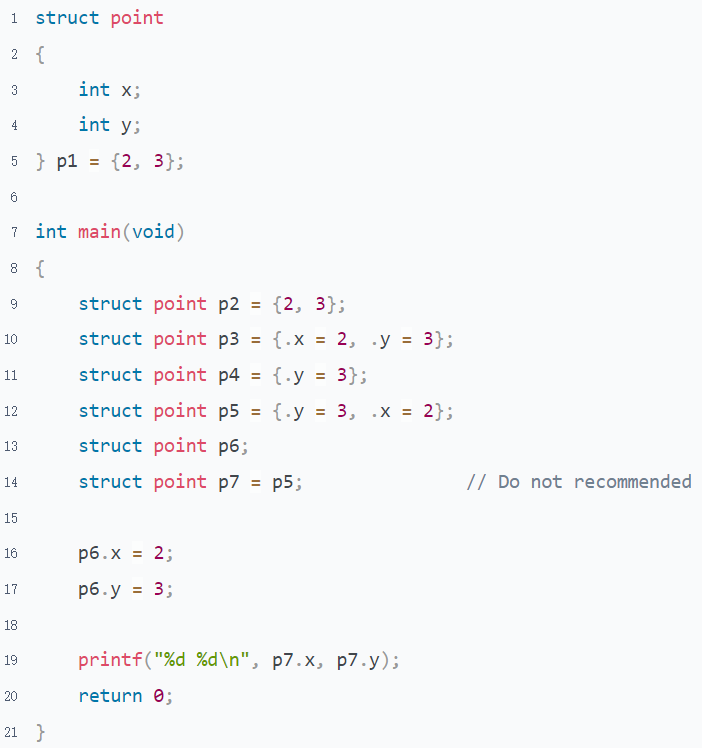 1 struct point
2 {
3     int x;
4     int y;
5 } p1 = {2, 3};
6
7 int main(void)
8 {
9     struct point p2 = {2, 3};
10     struct point p3 = {.x = 2, .y = 3};
11     struct point p4 = {.y = 3};
12     struct point p5 = {.y = 3, .x = 2};
13     struct point p6;
14     struct point p7 = p5;               // Do not recommended
15
16     p6.x = 2;
17     p6.y = 3;
18
19     printf("%d %d\n", p7.x, p7.y);
20     return 0;
21 }